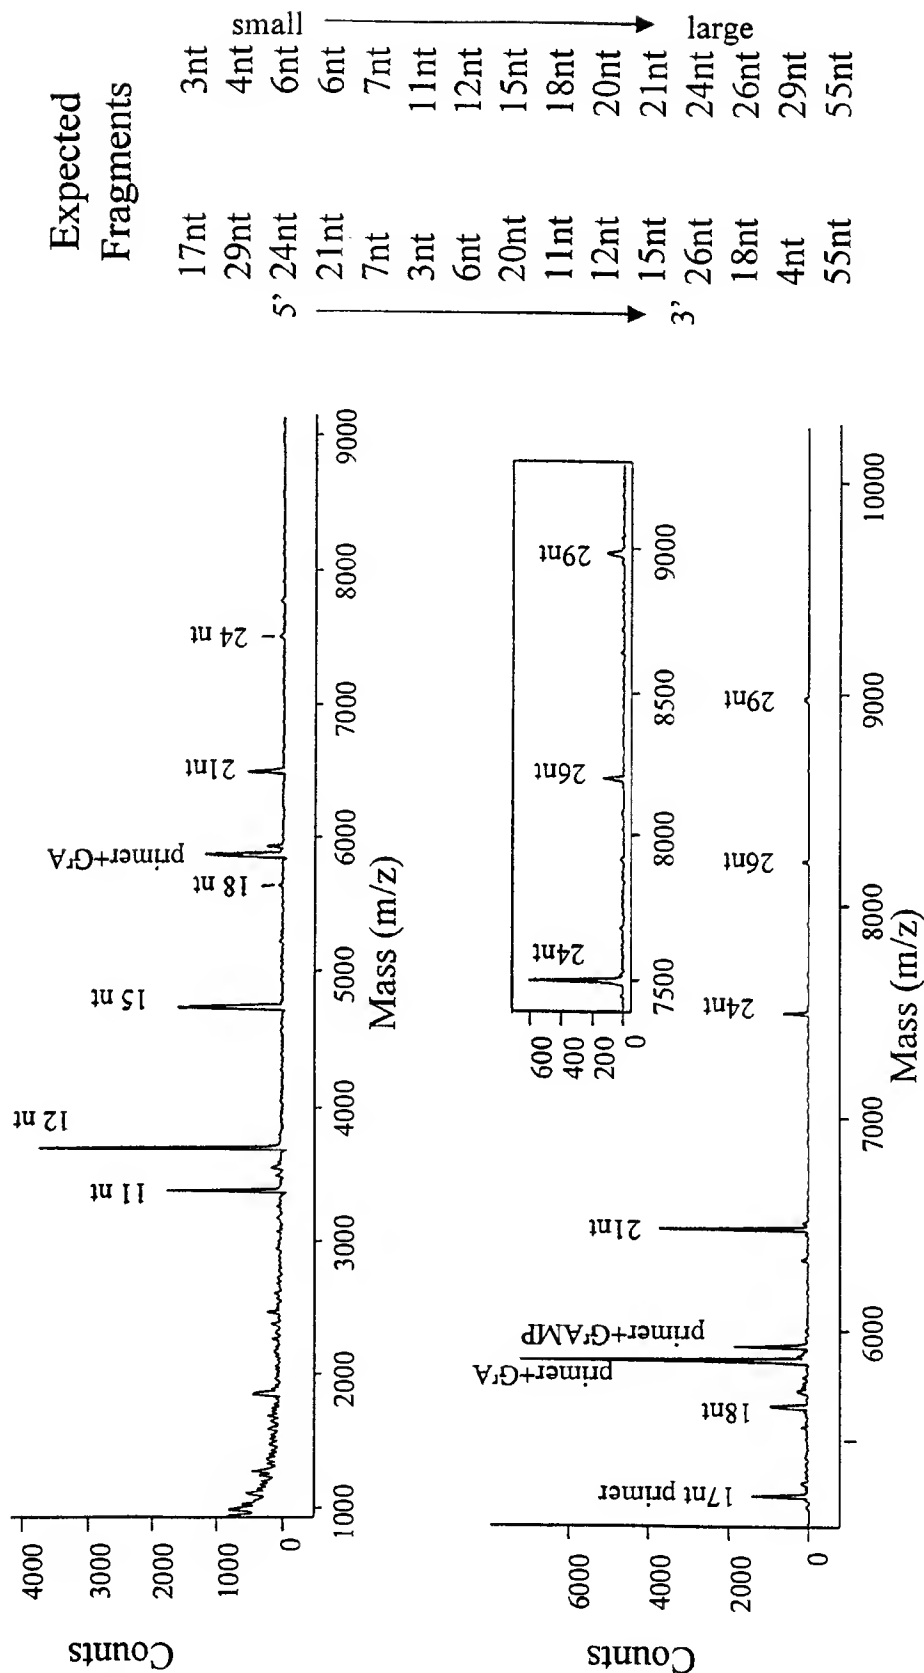 Expected
Fragments
17nt
29nt
5' 24nt
21nt
7nt
3nt
6nt
20nt
11nt
12nt
15nt
3' 26nt
18nt
4nt
55nt
3nt
small 4nt
6nt
6nt
7nt
11nt
12nt
15nt
18nt
20nt
21nt
large 24nt
26nt
29nt
55nt
Counts
4000
3000
2000
1000
0
11 nt
12 nt
15 nt
18 nt
primer+GrA
21nt
24 nt
1000
2000
3000
4000
5000
6000
7000
8000
9000
Mass (m/z)
Counts
6000
4000
2000
0
17nt primer
18nt
primer+GrA
primer+GrAMP
21nt
24nt
26nt
29nt
6000
7000
8000
9000
10000
Mass (m/z)
600
400
200
0
24nt
26nt
29nt
7500
8000
8500
9000